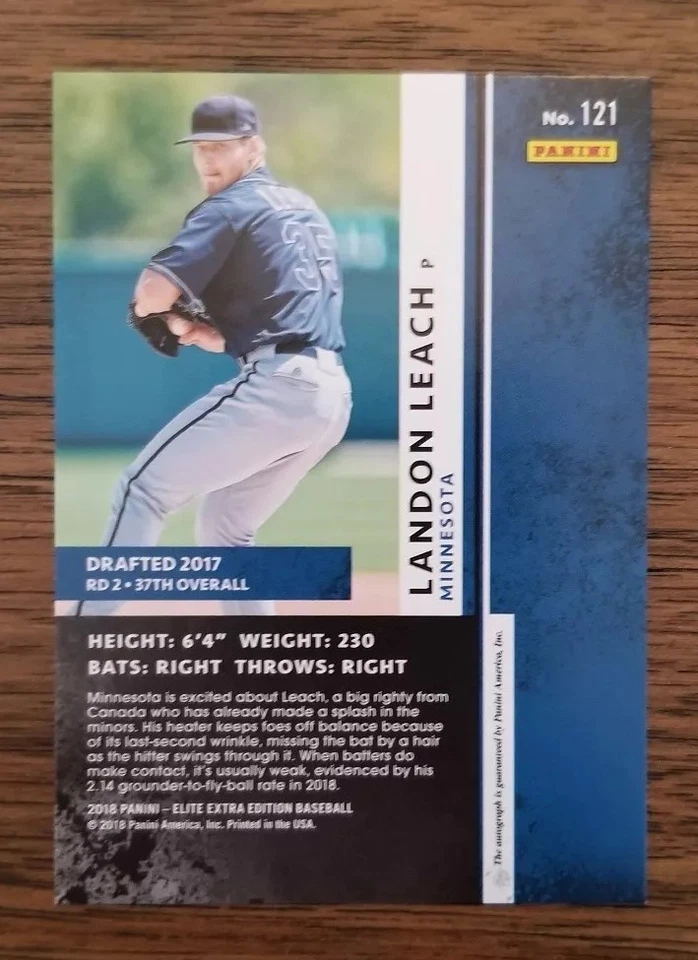 No. 121
PANINI
35
LANDON LEACH P
MINNESOTA
DRAFTED 2017
RD 2 • 37TH OVERALL
HEIGHT: 6'4" WEIGHT: 230
BATS: RIGHT THROWS: RIGHT
Minnesota is excited about Leach, a big righty from
Canada who has already made a splash in the
minors. His heater keeps foes off balance because
of its last-second wrinkle, missing the bat by a hair
as the hitter swings through it. When batters do
make contact, it's usually weak, evidenced by his
2.14 grounder-to-fly-ball rate in 2018.
2018 PANINI – ELITE EXTRA EDITION BASEBALL
© 2018 Panini America, Inc. Printed in the USA.
The autograph is guaranteed by Panini America, Inc.